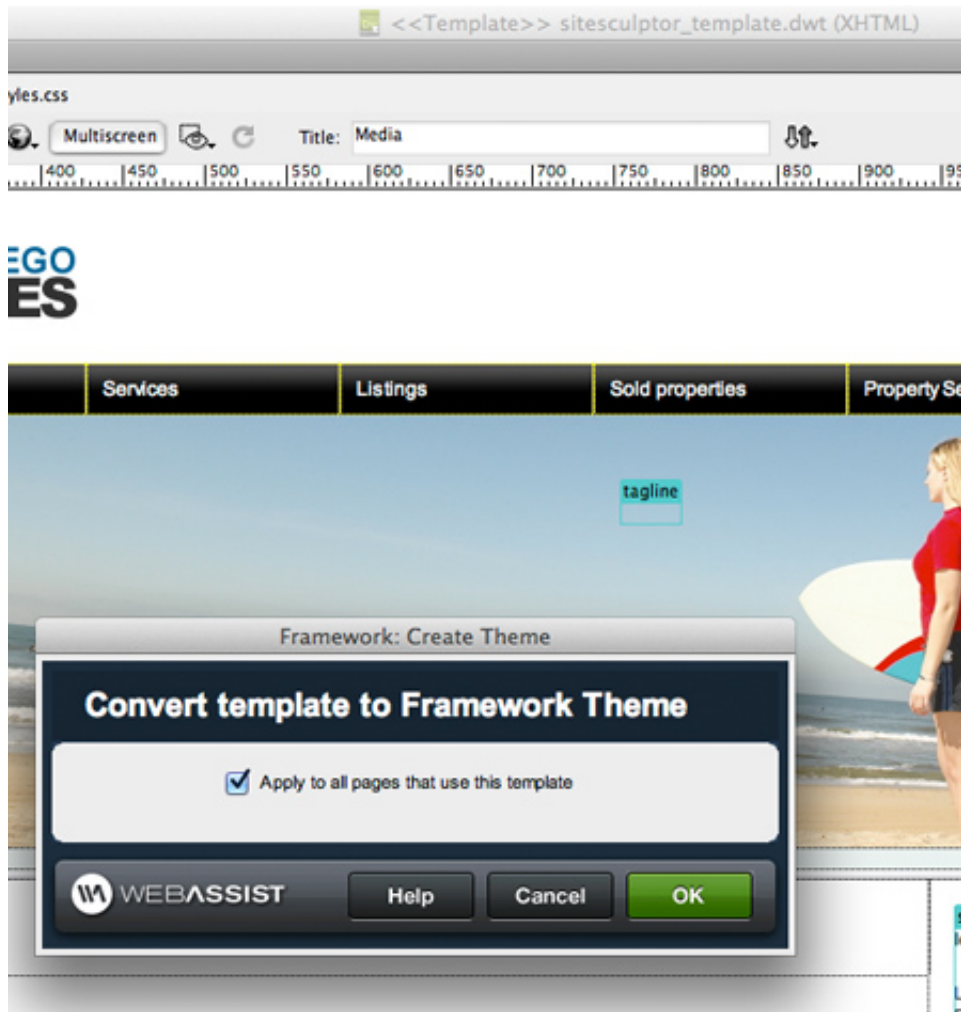 <<Template>> sitesculptor_template.dwt (XHTML)
yles.css
Multiscreen Title: Media
400 450 500 550 600 650 700 750 800 850 900 95
EGO
ES
Services Listings Sold properties Property Se
tagline
Framework: Create Theme
Convert template to Framework Theme
Apply to all pages that use this template
WEBASSIST Help Cancel OK